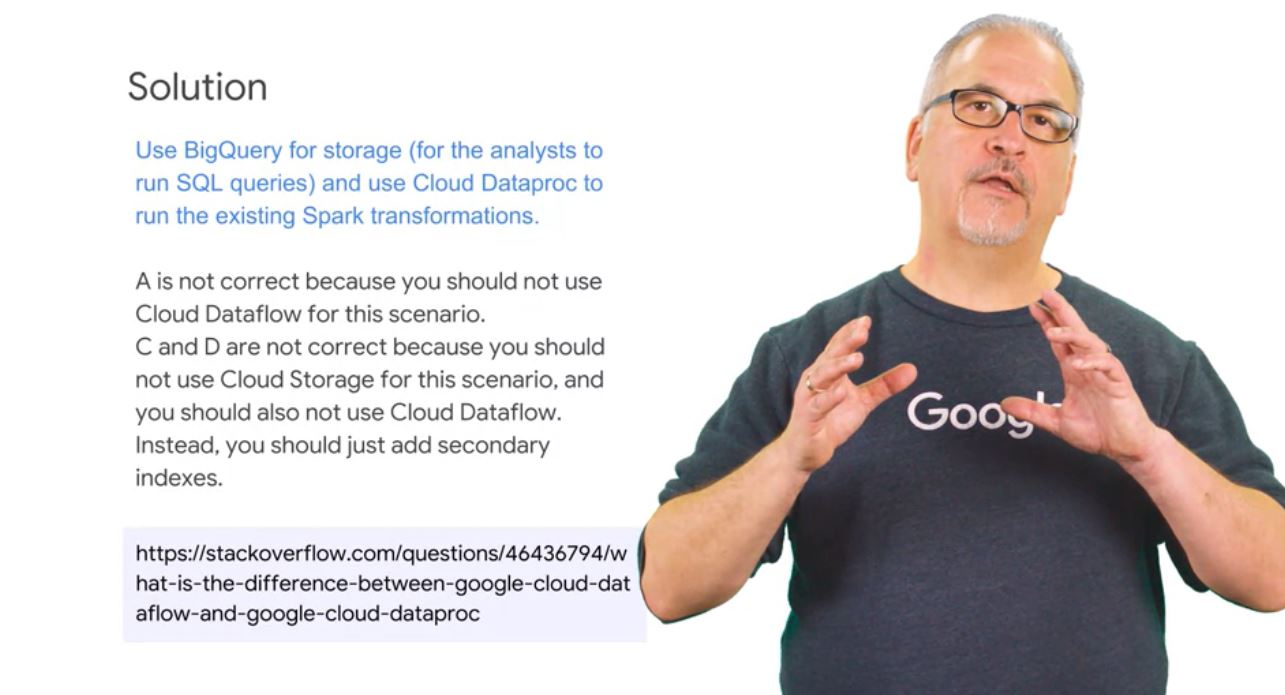 Solution
Use BigQuery for storage (for the analysts to
run SQL queries) and use Cloud Dataproc to
run the existing Spark transformations.
A is not correct because you should not use
Cloud Dataflow for this scenario.
C and D are not correct because you should
not use Cloud Storage for this scenario, and
you should also not use Cloud Dataflow.
Instead, you should just add secondary
indexes.
https://stackoverflow.com/questions/46436794/w
hat-is-the-difference-between-google-cloud-dat
aflow-and-google-cloud-dataproc
Google